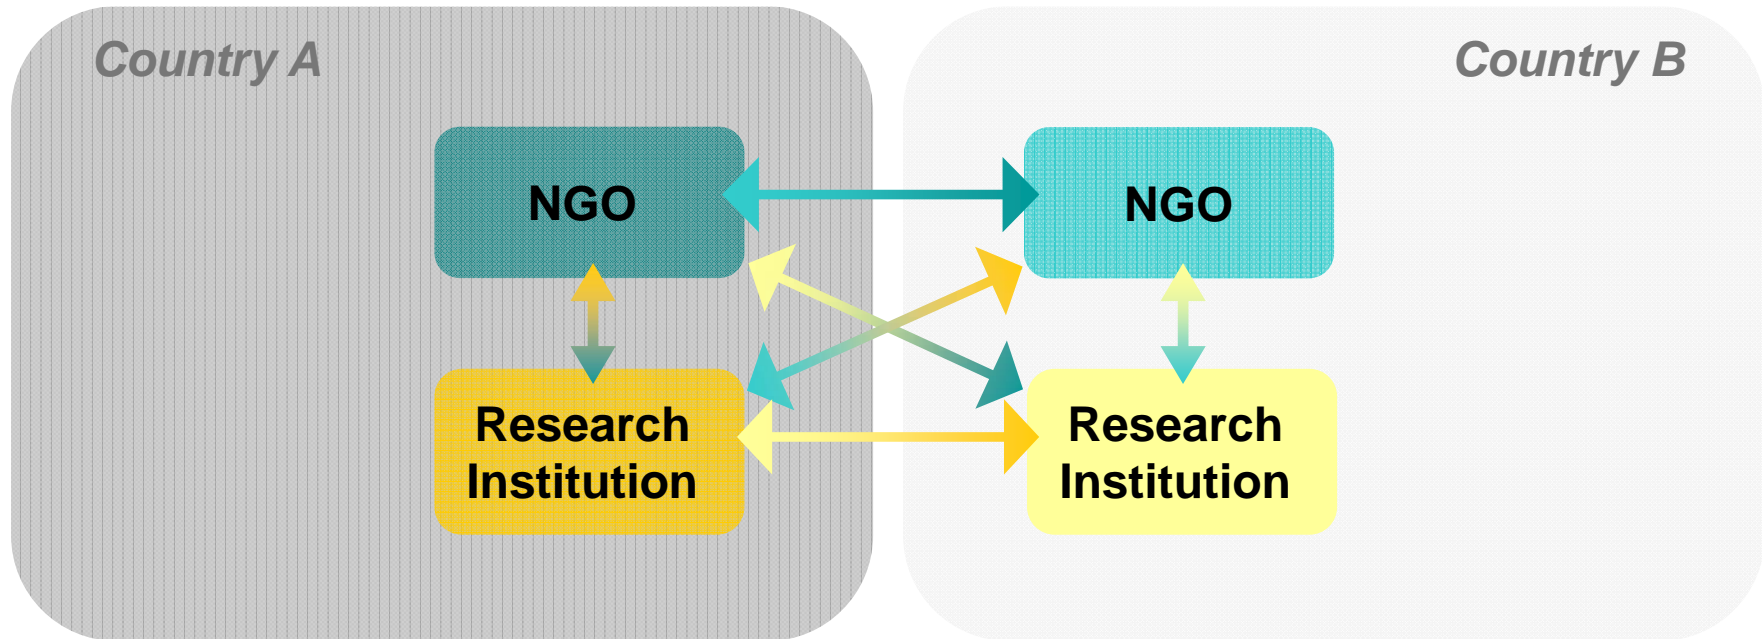 Country A
Country B
NGO
NGO
Research
Institution
Research
Institution